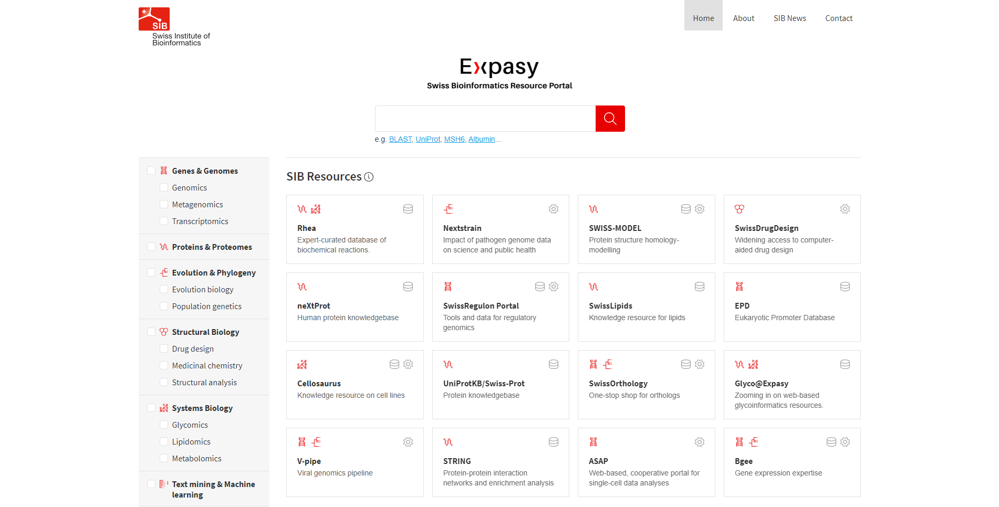 SIB
Swiss Institute of
Bioinformatics
Home
About
SIB News
Contact
Expasy
Swiss Bioinformatics Resource Portal
e.g. BLAST, UniProt, MSH6, Albumin...
Genes & Genomes
Genomics
Metagenomics
Transcriptomics
Proteins & Proteomes
Evolution & Phylogeny
Evolution biology
Population genetics
Structural Biology
Drug design
Medicinal chemistry
Structural analysis
Systems Biology
Glycomics
Lipidomics
Metabolomics
Text mining & Machine
learning
SIB Resources
Rhea
Expert-curated database of
biochemical reactions.
Nextstrain
Impact of pathogen genome data
on science and public health
SWISS-MODEL
Protein structure homology-
modelling
SwissDrugDesign
Widening access to computer-
aided drug design
neXtProt
Human protein knowledgebase
SwissRegulon Portal
Tools and data for regulatory
genomics
SwissLipids
Knowledge resource for lipids
EPD
Eukaryotic Promoter Database
Cellosaurus
Knowledge resource on cell lines
UniProtKB/Swiss-Prot
Protein knowledgebase
SwissOrthology
One-stop shop for orthologs
Glyco@Expasy
Zooming in on web-based
glycoinformatics resources.
V-pipe
Viral genomics pipeline
STRING
Protein-protein interaction
networks and enrichment analysis
ASAP
Web-based, cooperative portal for
single-cell data analyses
Bgee
Gene expression expertise